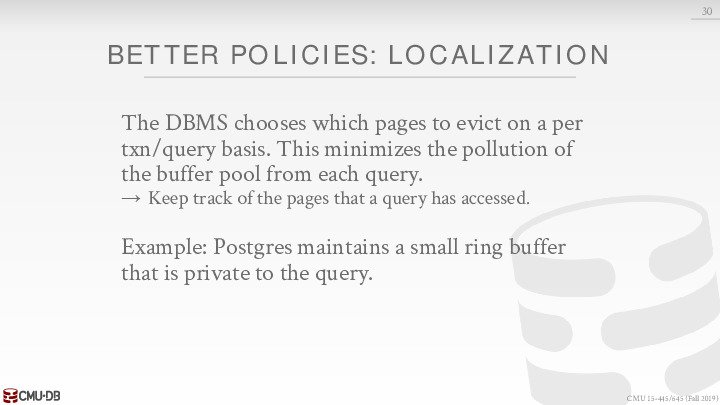 30
BETTER POLICIES: LOCALIZATION
The DBMS chooses which pages to evict on a per
txn/query basis. This minimizes the pollution of
the buffer pool from each query.
→ Keep track of the pages that a query has accessed.
Example: Postgres maintains a small ring buffer
that is private to the query.
CMU·DB
CMU 15-445/645 (Fall 2019)